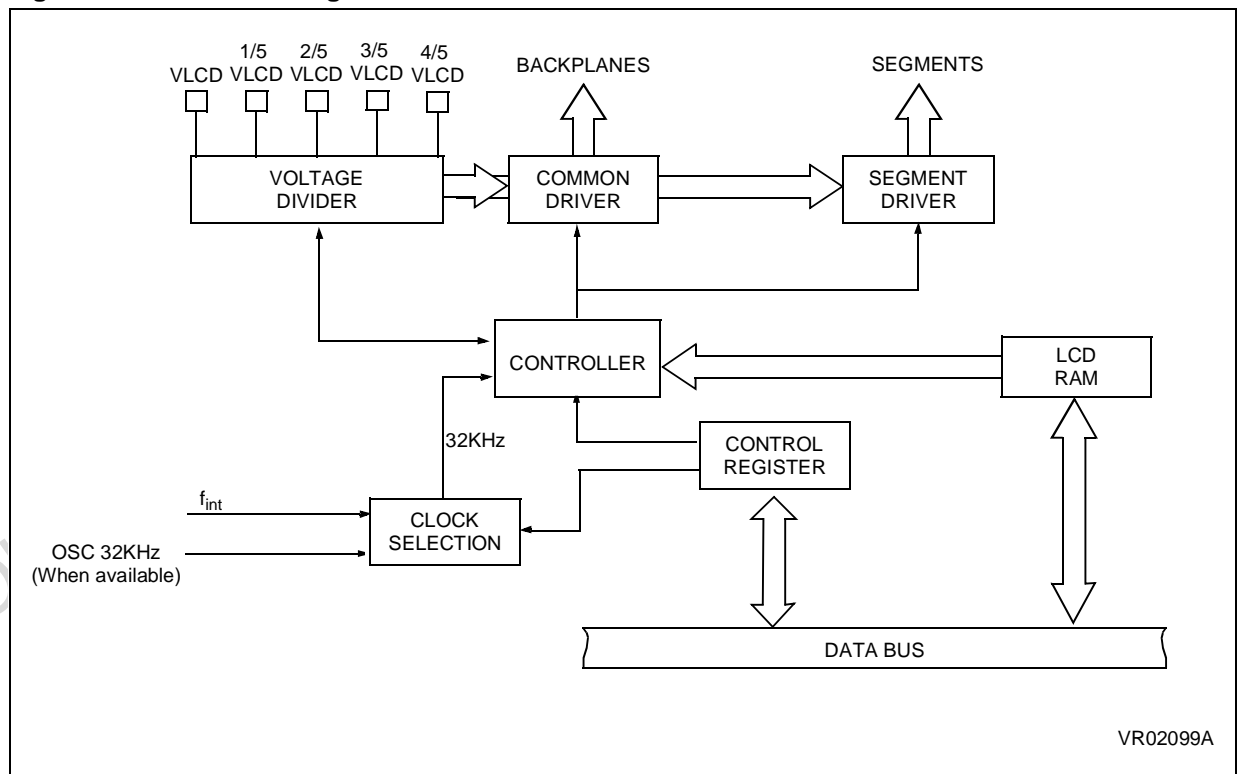 1/5 2/5 3/5 4/5
VLCD VLCD VLCD VLCD VLCD
BACKPLANES
SEGMENTS
VOLTAGE
DIVIDER
COMMON
DRIVER
SEGMENT
DRIVER
CONTROLLER
LCD
RAM
32KHz
CONTROL
REGISTER
fint
CLOCK
SELECTION
OSC 32KHz
(When available)
DATA BUS
VR02099A